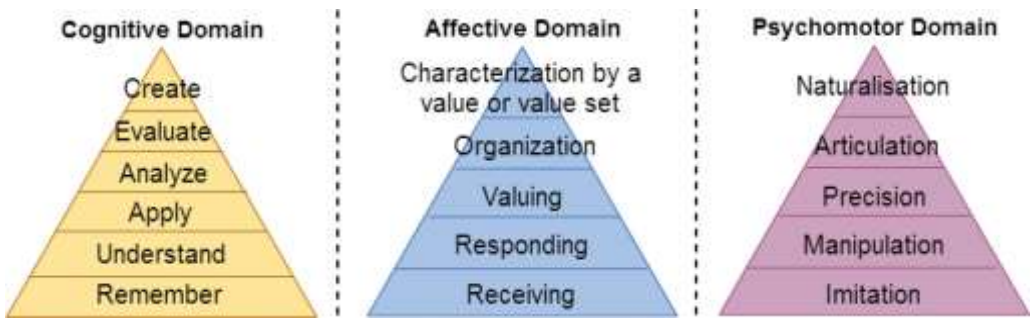 Cognitive Domain
Create
Evaluate
Analyze
Apply
Understand
Remember
Affective Domain
Characterization by a
value or value set
Organization
Valuing
Responding
Receiving
Psychomotor Domain
Naturalisation
Articulation
Precision
Manipulation
Imitation